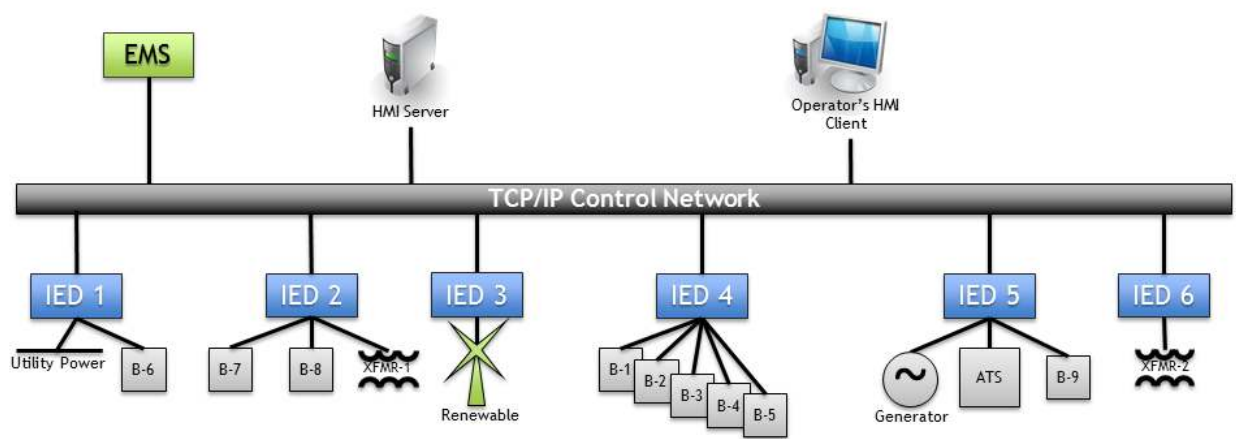 EMS
HMI Server
Operator's HMI
Client
TCP/IP Control Network
IED 1
IED 2
IED 3
IED 4
IED 5
IED 6
Utility Power
B-6
B-7
B-8
XFMR-1
Renewable
B-1
B-2
B-3
B-4
B-5
Generator
ATS
B-9
XFMR-2